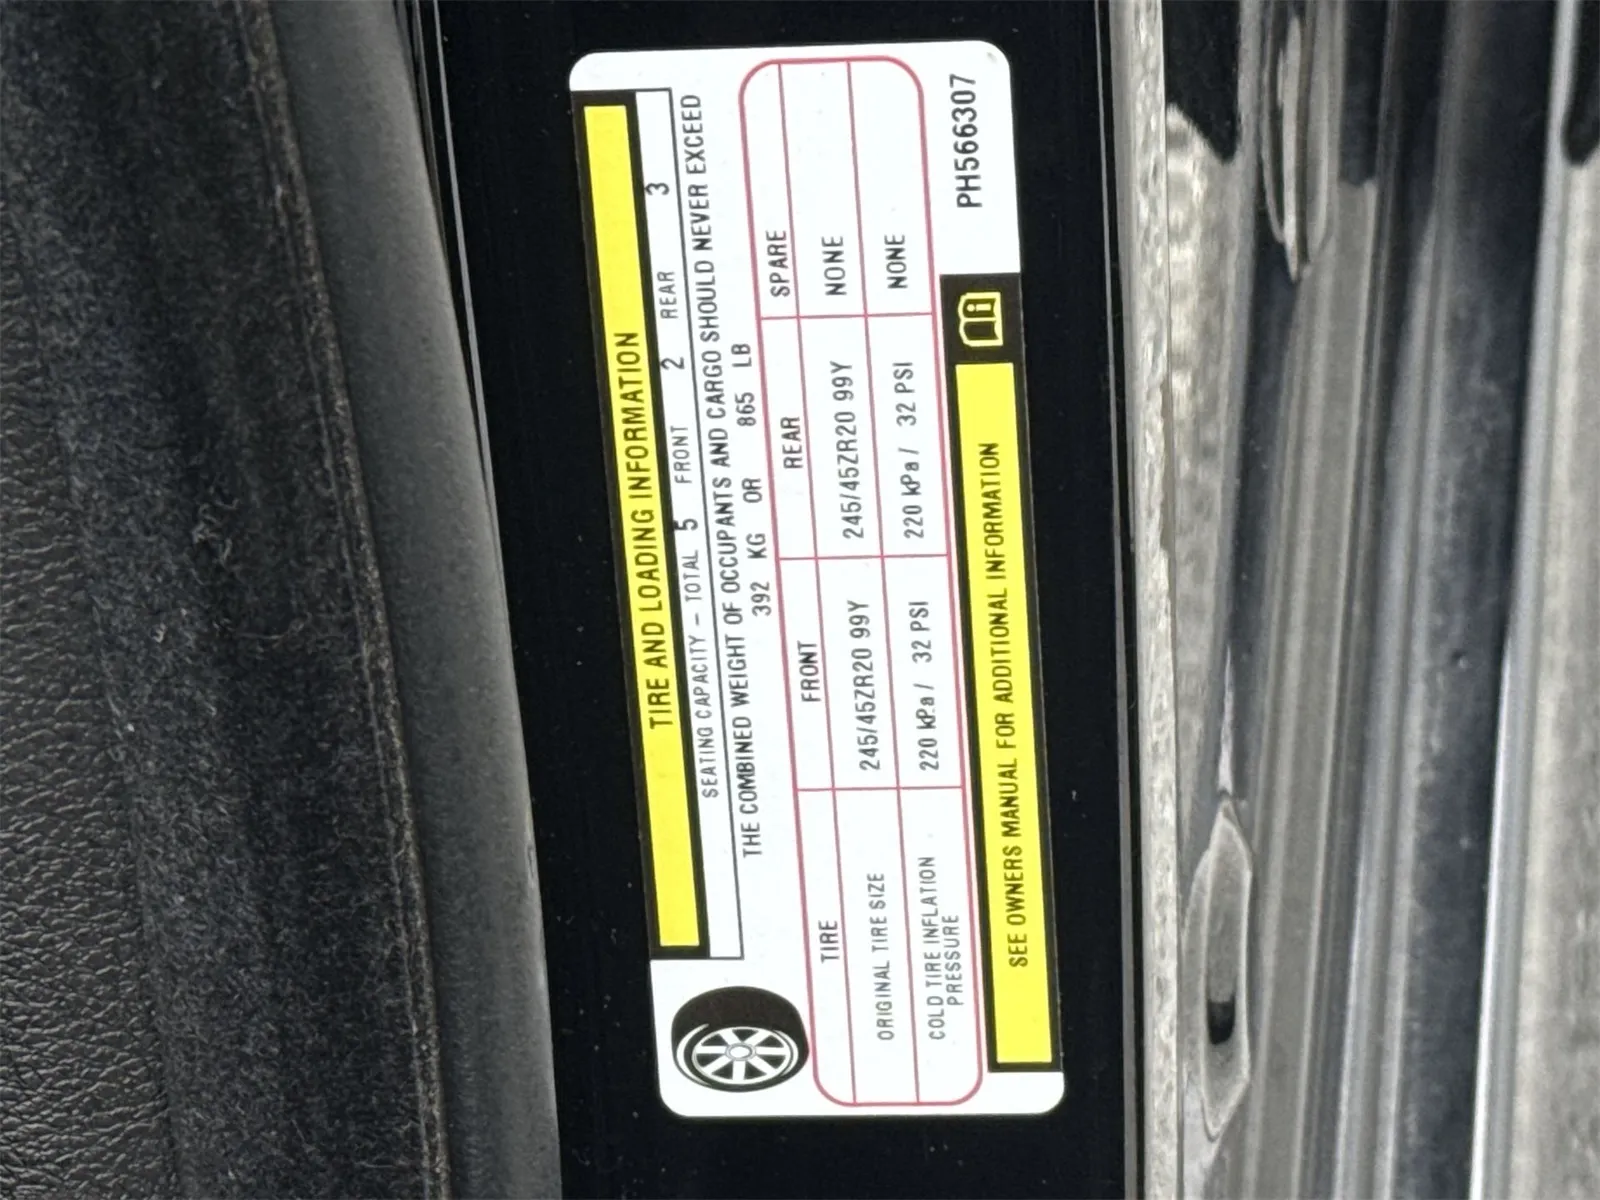 TIRE AND LOADING INFORMATION
SEATING CAPACITY – TOTAL 5 FRONT 2 REAR 3
THE COMBINED WEIGHT OF OCCUPANTS AND CARGO SHOULD NEVER EXCEED
392 KG OR 865 LB
TIRE FRONT REAR SPARE
ORIGINAL TIRE SIZE 245/45ZR20 99Y 245/45ZR20 99Y NONE
COLD TIRE INFLATION
PRESSURE 220 kPa / 32 PSI 220 kPa / 32 PSI NONE
SEE OWNERS MANUAL FOR ADDITIONAL INFORMATION
PH566307